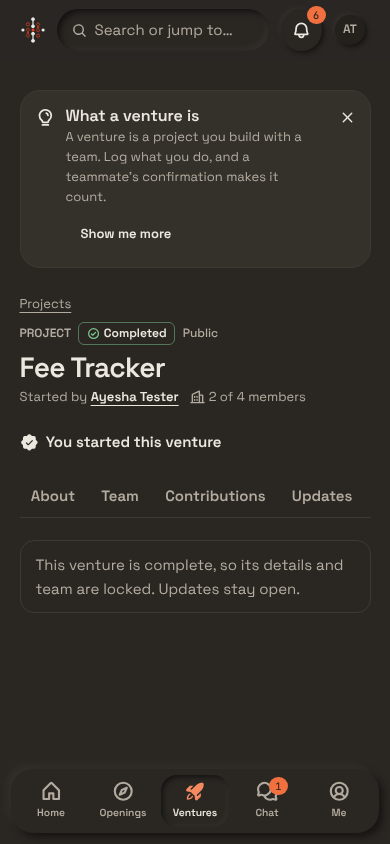 Search or jump to...
6
AT
What a venture is
A venture is a project you build with a
team. Log what you do, and a
teammate's confirmation makes it
count.
Show me more
Projects
PROJECT Completed Public
Fee Tracker
Started by Ayesha Tester 2 of 4 members
You started this venture
About Team Contributions Updates
This venture is complete, so its details and
team are locked. Updates stay open.
1
Home Openings Ventures Chat Me